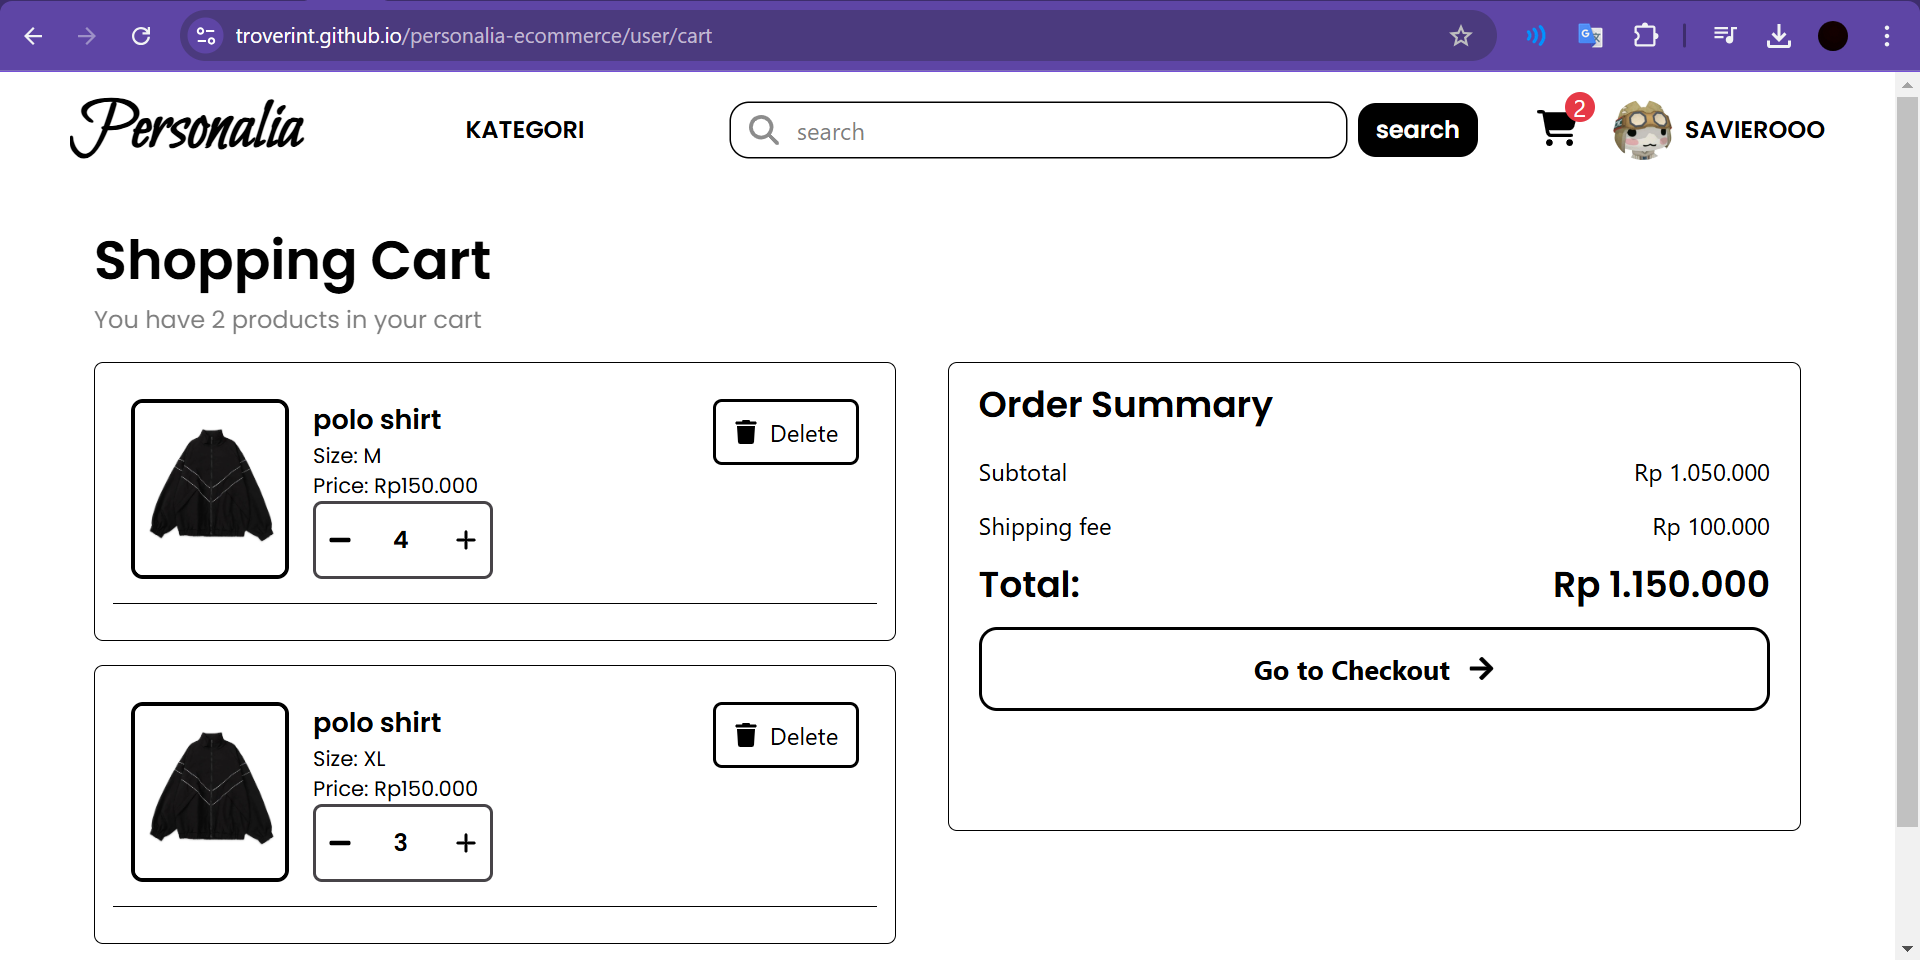 troverint.github.io/personalia-ecommerce/user/cart
Personalia
KATEGORI
search
search
2
SAVIEROOO
Shopping Cart
You have 2 products in your cart
polo shirt
Size: M
Price: Rp150.000
4
Delete
polo shirt
Size: XL
Price: Rp150.000
3
Delete
Order Summary
Subtotal Rp 1.050.000
Shipping fee Rp 100.000
Total: Rp 1.150.000
Go to Checkout